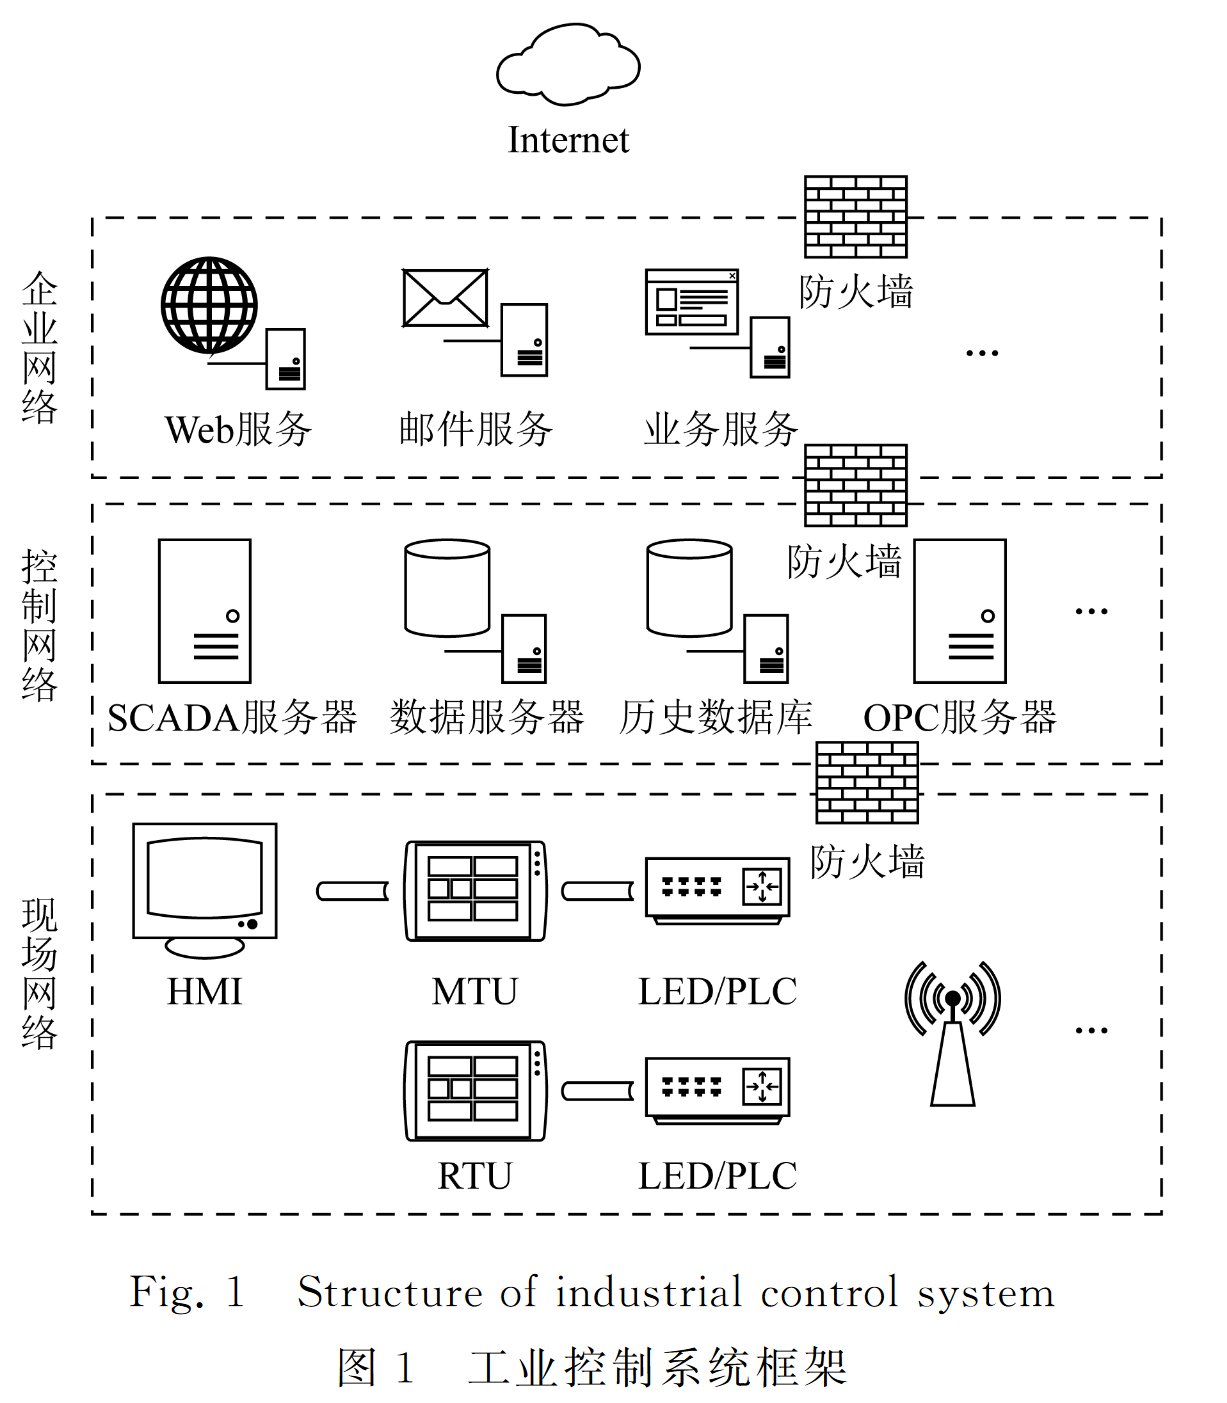 Internet
防火墙
企业网络
Web服务
邮件服务
业务服务
...
防火墙
控制网络
...
SCADA服务器
数据服务器
历史数据库
OPC服务器
防火墙
现场网络
HMI
MTU
LED/PLC
...
RTU
LED/PLC
Fig. 1 Structure of industrial control system
图 1 工业控制系统框架